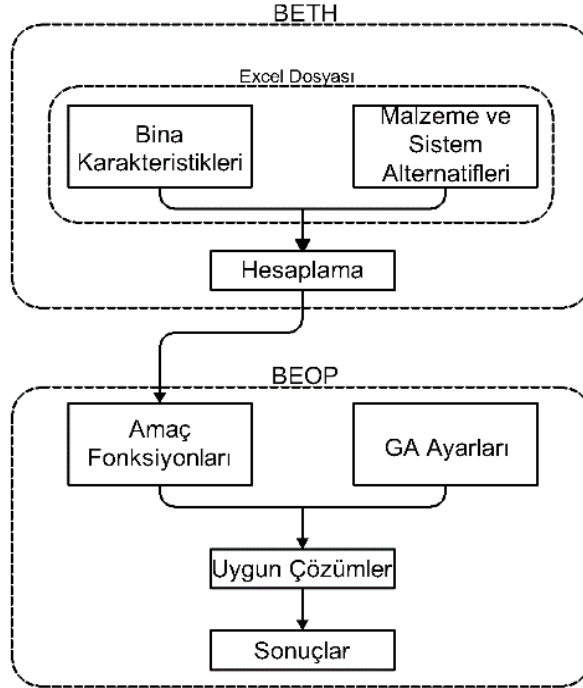 BETH
Excel Dosyası
Bina
Karakteristikleri
Malzeme ve
Sistem
Alternatifleri
Hesaplama
BEOP
Amaç
Fonksiyonları
GA Ayarları
Uygun Çözümler
Sonuçlar